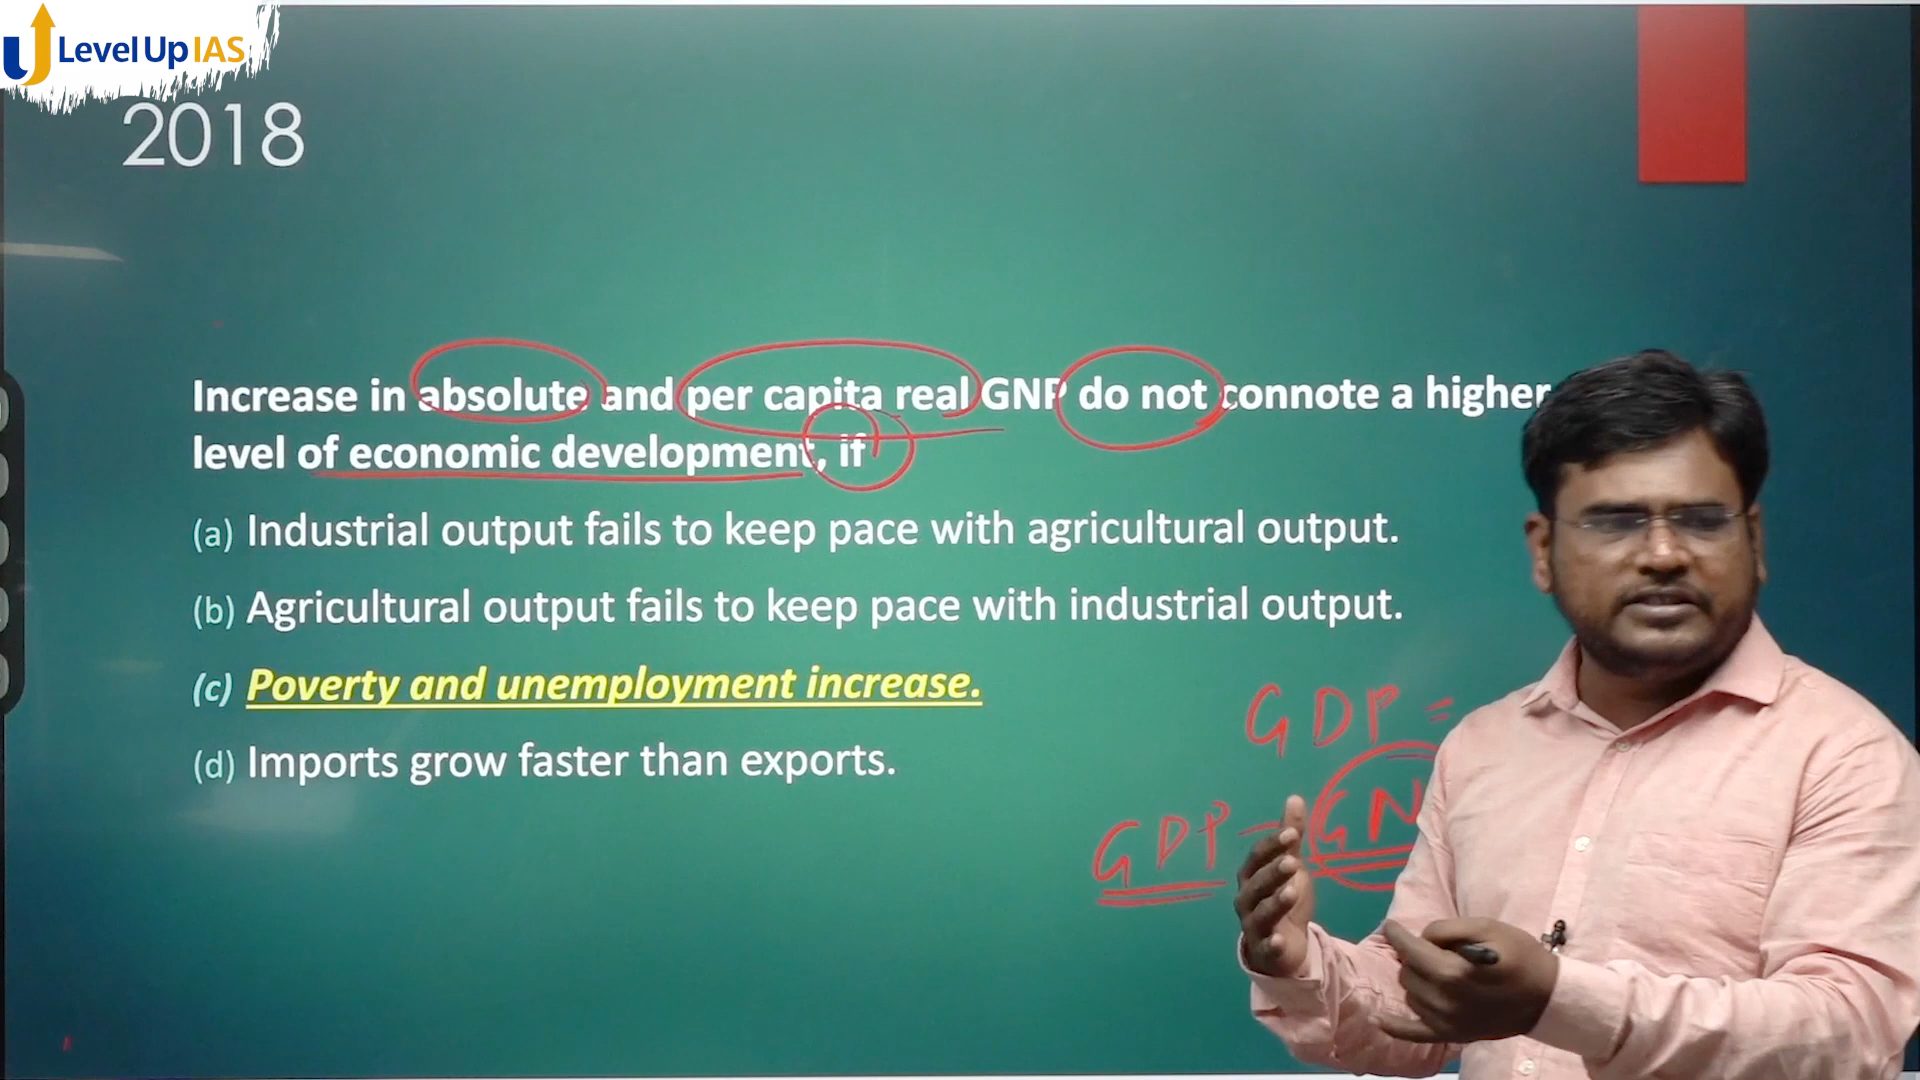 Level Up IAS
2018
Increase in absolute and per capita real GNP do not connote a higher
level of economic development, if
(a) Industrial output fails to keep pace with agricultural output.
(b) Agricultural output fails to keep pace with industrial output.
(c) Poverty and unemployment increase.
(d) Imports grow faster than exports.
GDP =
GDP - GN